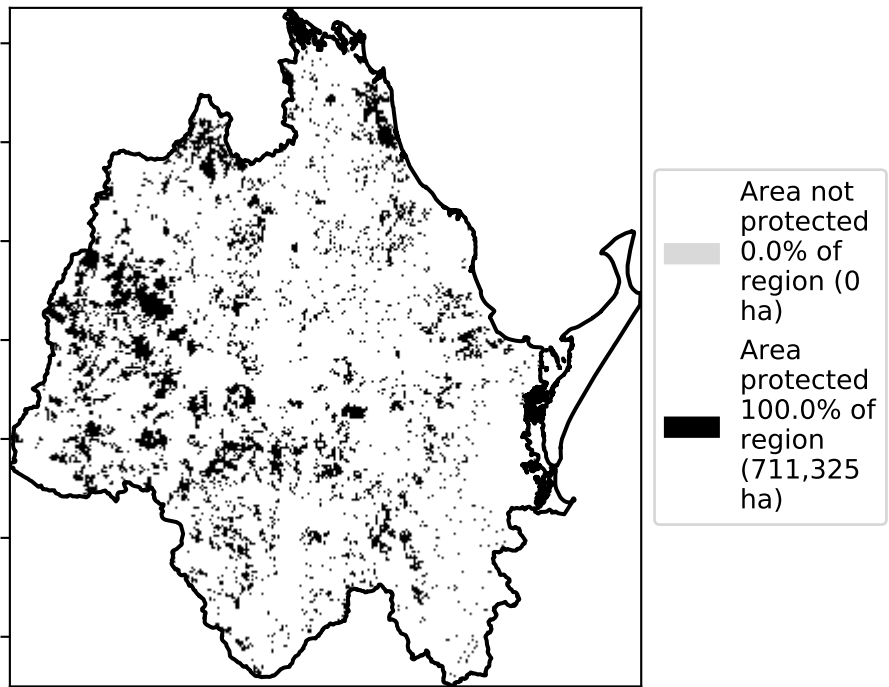 Area not
protected
0.0% of
region (0
ha)
Area
protected
100.0% of
region
(711,325
ha)